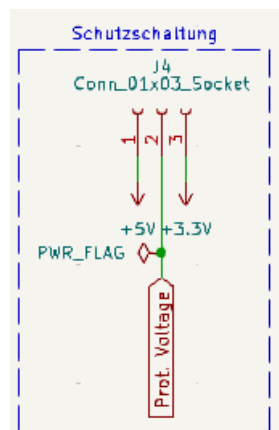 Schutzschaltung
J4
Conn_01x03_Socket
1 2 3
+5V +3.3V
PWR_FLAG
Prot. Voltage